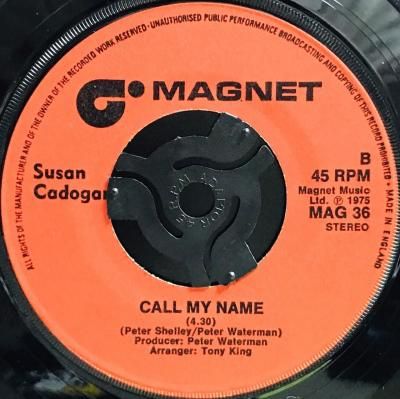 ALL RIGHTS OF THE MANUFACTURER AND OF THE OWNER OF THE RECORDED WORK RESERVED - UNAUTHORISED PUBLIC PERFORMANCE BROADCASTING AND COPYING OF THIS RECORD PROHIBITED • MADE IN ENGLAND
MAGNET
Susan
Cadogan
B
45 RPM
Magnet Music
Ltd. ℗ 1975
MAG 36
STEREO
CALL MY NAME
(4.30)
(Peter Shelley/Peter Waterman)
Producer: Peter Waterman
Arranger: Tony King